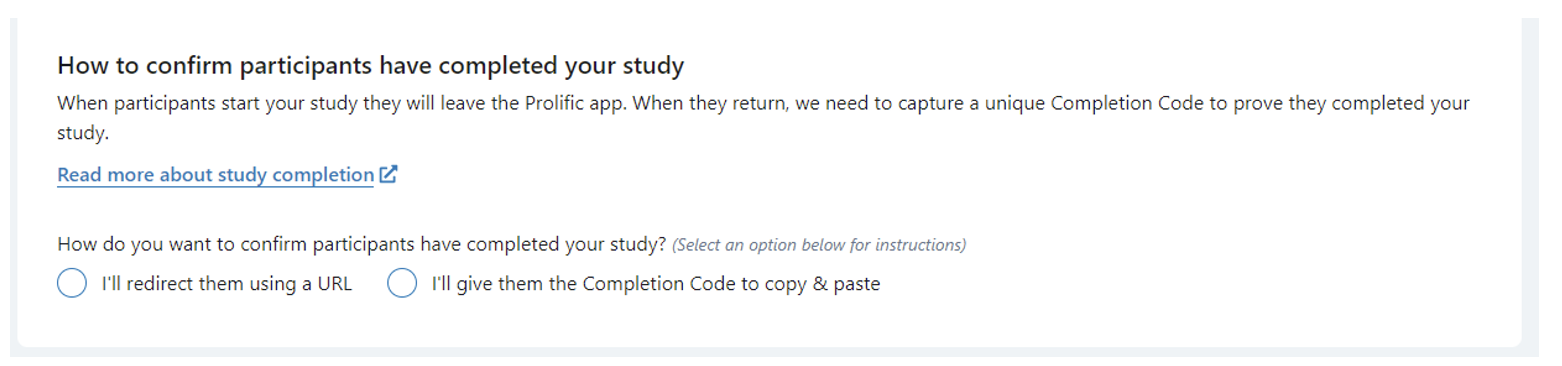 How to confirm participants have completed your study
When participants start your study they will leave the Prolific app. When they return, we need to capture a unique Completion Code to prove they completed your
study.
Read more about study completion
How do you want to confirm participants have completed your study? (Select an option below for instructions)
I'll redirect them using a URL I'll give them the Completion Code to copy & paste